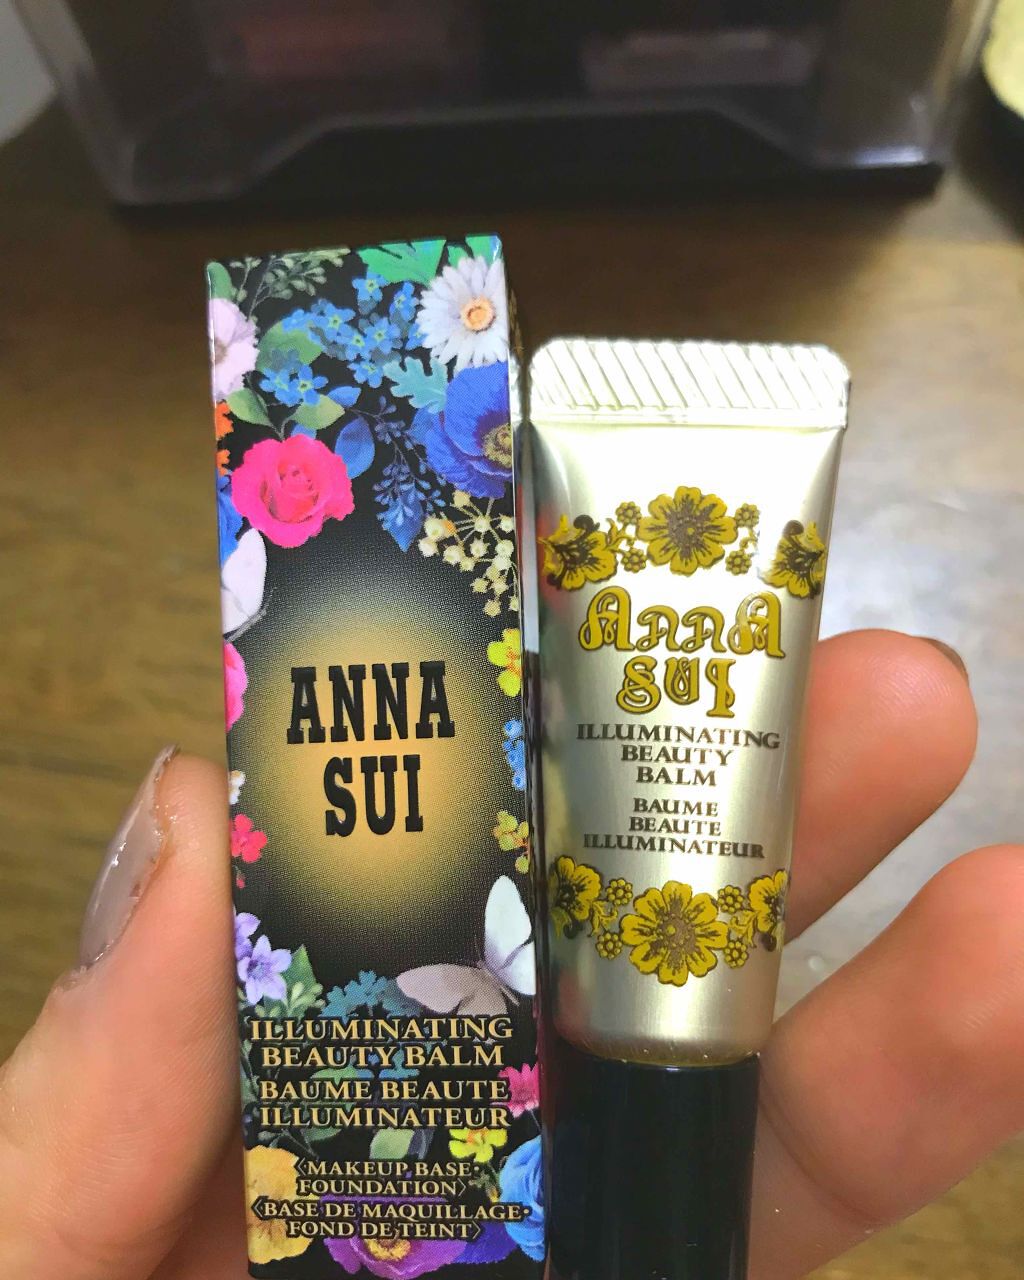 ANNA
SUI
ILLUMINATING
BEAUTY BALM
BAUME BEAUTE
ILLUMINATEUR
〈MAKEUP BASE・
FOUNDATION〉
〈BASE DE MAQUILLAGE・
FOND DE TEINT〉
ANNA
SUI
ILLUMINATING
BEAUTY
BALM
BAUME
BEAUTE
ILLUMINATEUR